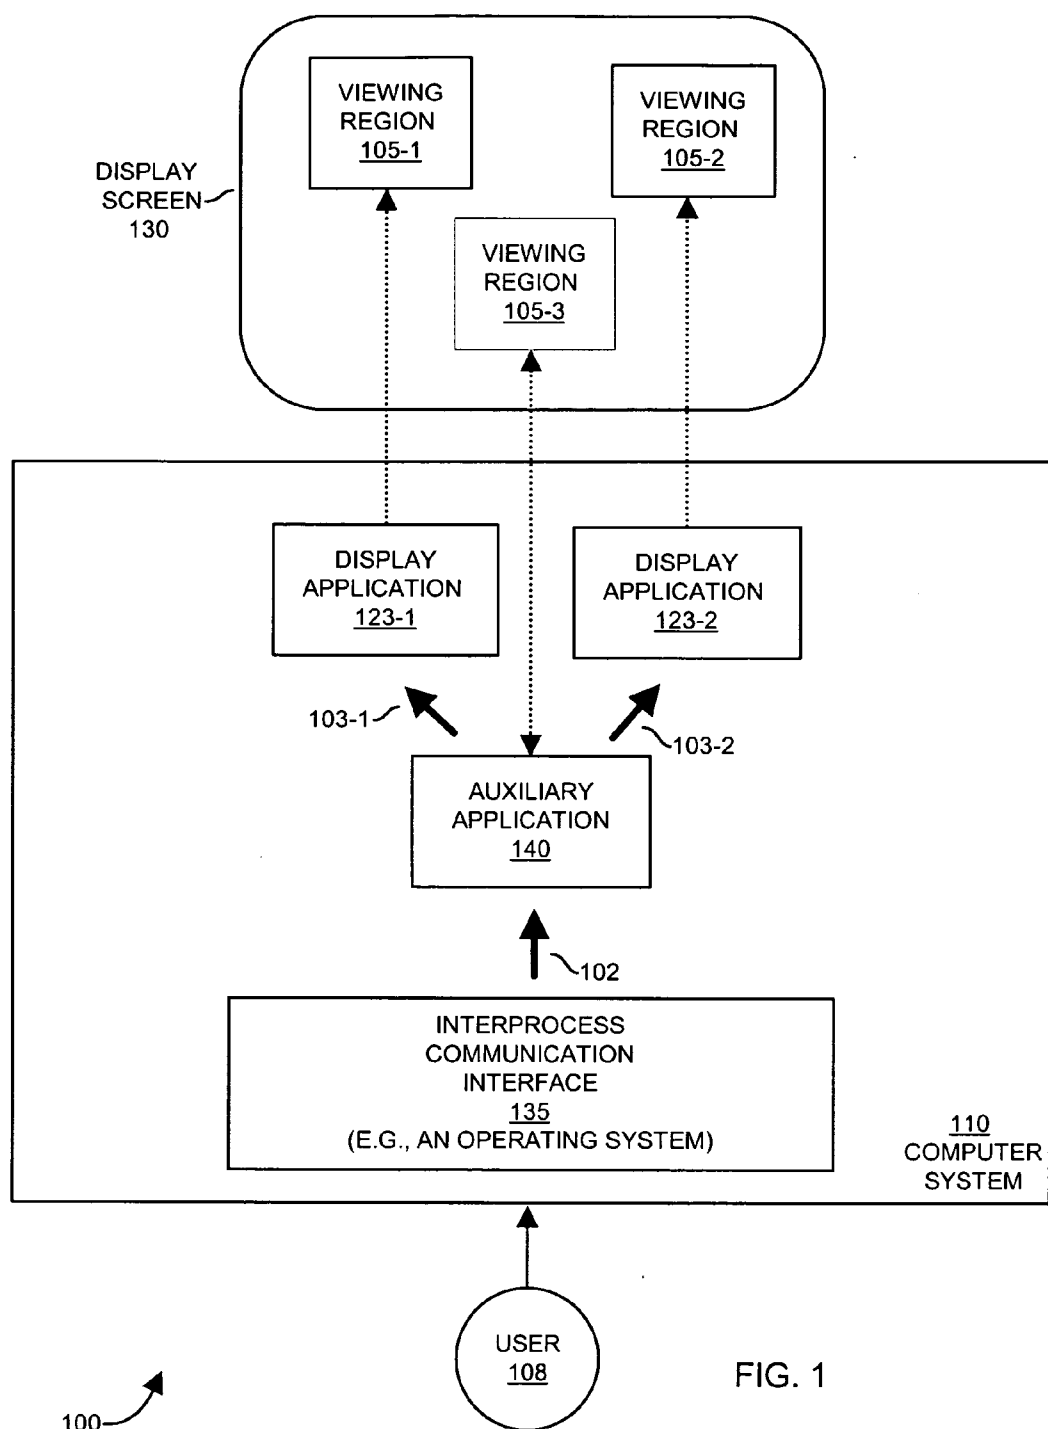 VIEWING
REGION
105-1
VIEWING
REGION
105-2
DISPLAY
SCREEN
130
VIEWING
REGION
105-3
DISPLAY
APPLICATION
123-1
DISPLAY
APPLICATION
123-2
103-1
103-2
AUXILIARY
APPLICATION
140
102
INTERPROCESS
COMMUNICATION
INTERFACE
135
(E.G., AN OPERATING SYSTEM)
110
COMPUTER
SYSTEM
USER
108
FIG. 1
100